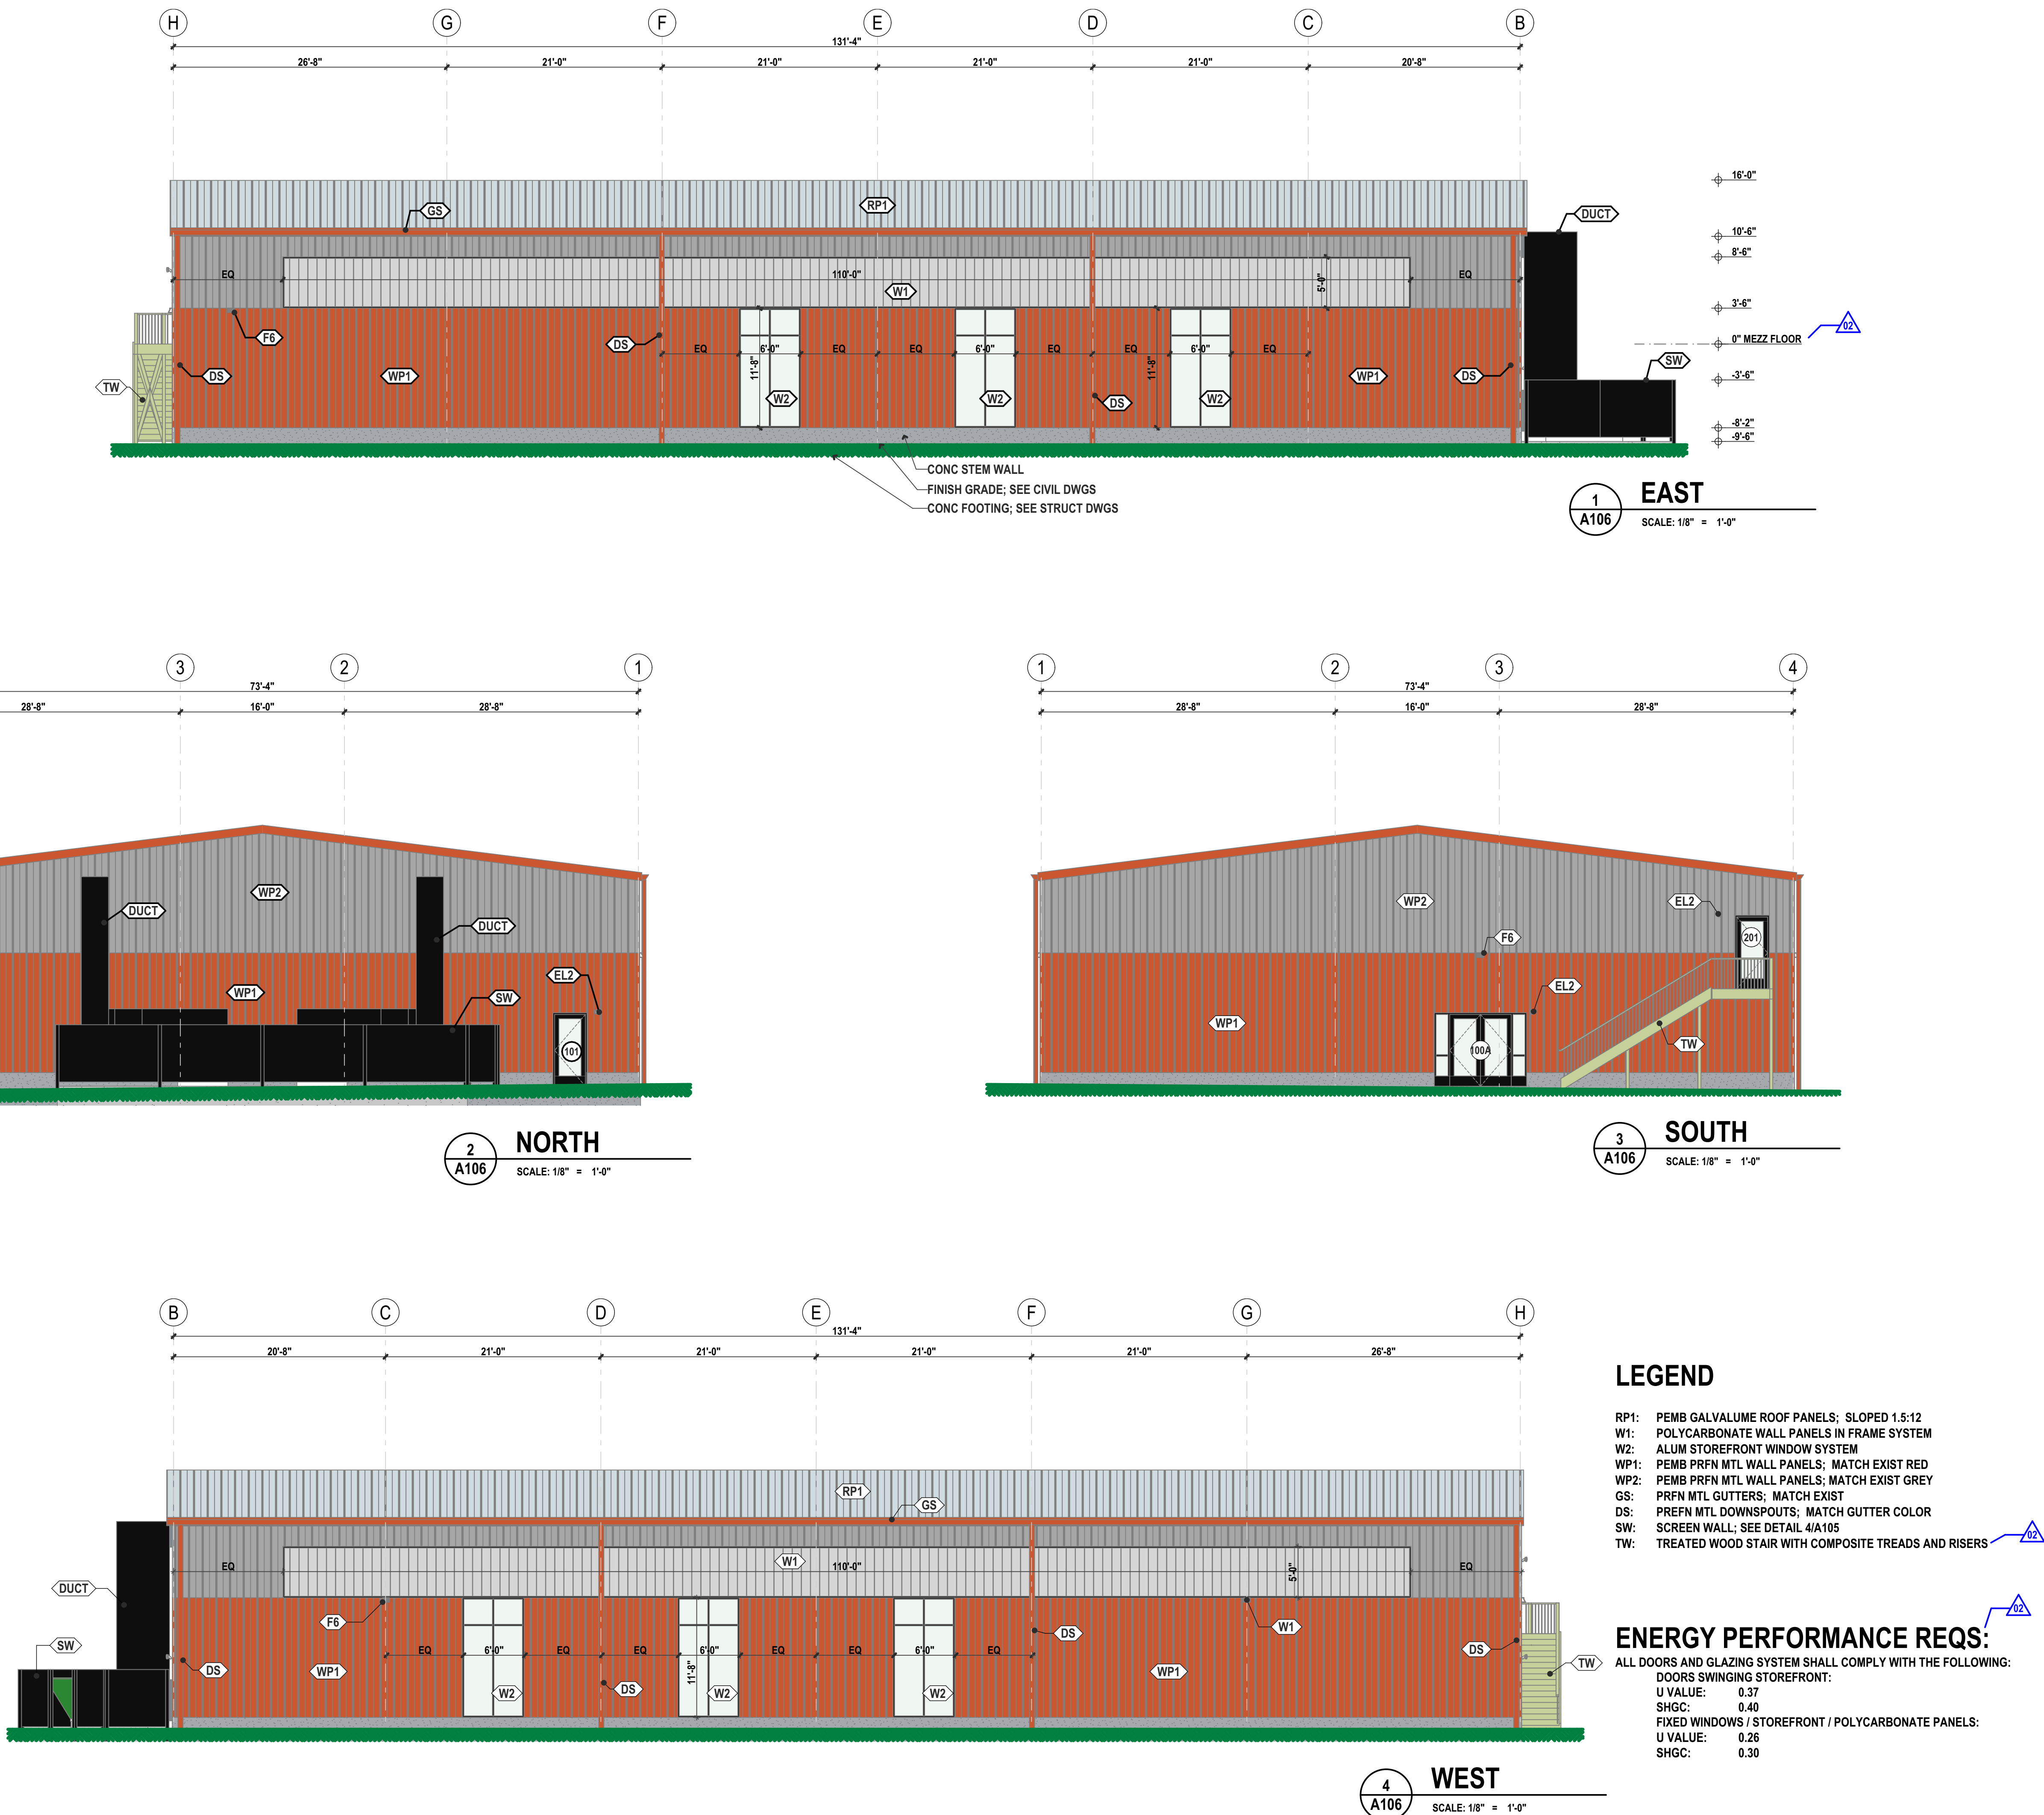 H G F E D C B
131'-4"
26'-8" 21'-0" 21'-0" 21'-0" 21'-0" 20'-8"
16'-0"
RP1
GS
DUCT
10'-6"
8'-6"
EQ 110'-0" 5'-0" EQ
W1
3'-6"
02
F6
DS
0" MEZZ FLOOR
EQ 6'-0" EQ EQ 6'-0" EQ EQ 6'-0" EQ
SW
TW DS WP1 11'-8" 11'-8" WP1 DS
-3'-6"
W2 W2 DS W2
-8'-2"
-9'-6"
CONC STEM WALL
FINISH GRADE; SEE CIVIL DWGS
CONC FOOTING; SEE STRUCT DWGS
1
A106
EAST
SCALE: 1/8" = 1'-0"
3 2 1
73'-4"
28'-8" 16'-0" 28'-8"
WP2
DUCT
DUCT
EL2
WP1
SW
101
2
A106
NORTH
SCALE: 1/8" = 1'-0"
1 2 3 4
73'-4"
28'-8" 16'-0" 28'-8"
WP2
EL2
F6
201
EL2
WP1
100A
TW
3
A106
SOUTH
SCALE: 1/8" = 1'-0"
B C D E F G H
131'-4"
20'-8" 21'-0" 21'-0" 21'-0" 21'-0" 26'-8"
RP1
GS
EQ W1 110'-0" 5'-0" EQ
DUCT
F6
W1
DS
SW
EQ 6'-0" EQ EQ 6'-0" EQ EQ 6'-0" EQ
DS
DS WP1 11'-8" WP1 TW
W2 DS W2 W2
4
A106
WEST
SCALE: 1/8" = 1'-0"
LEGEND
RP1: PEMB GALVALUME ROOF PANELS; SLOPED 1.5:12
W1: POLYCARBONATE WALL PANELS IN FRAME SYSTEM
W2: ALUM STOREFRONT WINDOW SYSTEM
WP1: PEMB PRFN MTL WALL PANELS; MATCH EXIST RED
WP2: PEMB PRFN MTL WALL PANELS; MATCH EXIST GREY
GS: PRFN MTL GUTTERS; MATCH EXIST
DS: PREFN MTL DOWNSPOUTS; MATCH GUTTER COLOR
SW: SCREEN WALL; SEE DETAIL 4/A105
TW: TREATED WOOD STAIR WITH COMPOSITE TREADS AND RISERS
02
02
ENERGY PERFORMANCE REQS:
ALL DOORS AND GLAZING SYSTEM SHALL COMPLY WITH THE FOLLOWING:
DOORS SWINGING STOREFRONT:
U VALUE: 0.37
SHGC: 0.40
FIXED WINDOWS / STOREFRONT / POLYCARBONATE PANELS:
U VALUE: 0.26
SHGC: 0.30